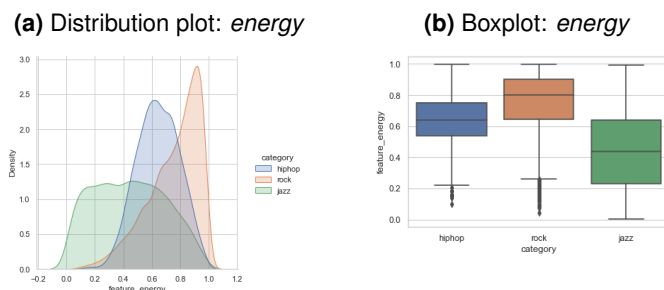 (a) Distribution plot: energy
(b) Boxplot: energy
3.0
2.5
2.0
1.5
1.0
0.5
0.0
Density
−0.2 0.0 0.2 0.4 0.6 0.8 1.0 1.2
feature_energy
category
hiphop
rock
jazz
1.0
0.8
0.6
0.4
0.2
0.0
feature_energy
hiphop rock jazz
category